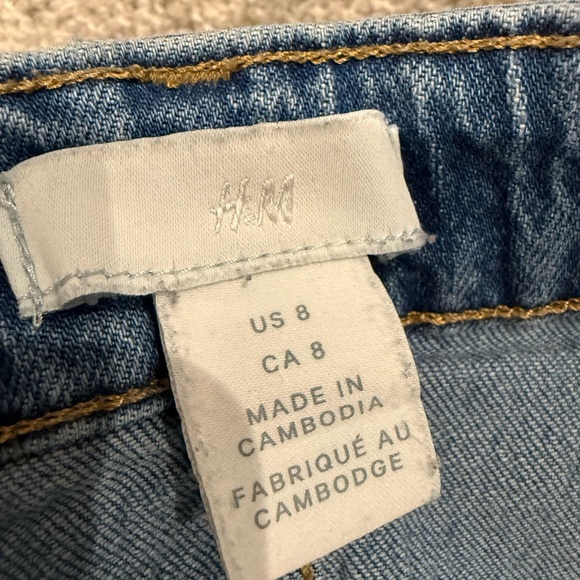 H&M
US 8
CA 8
MADE IN
CAMBODIA
FABRIQUÉ AU
CAMBODGE